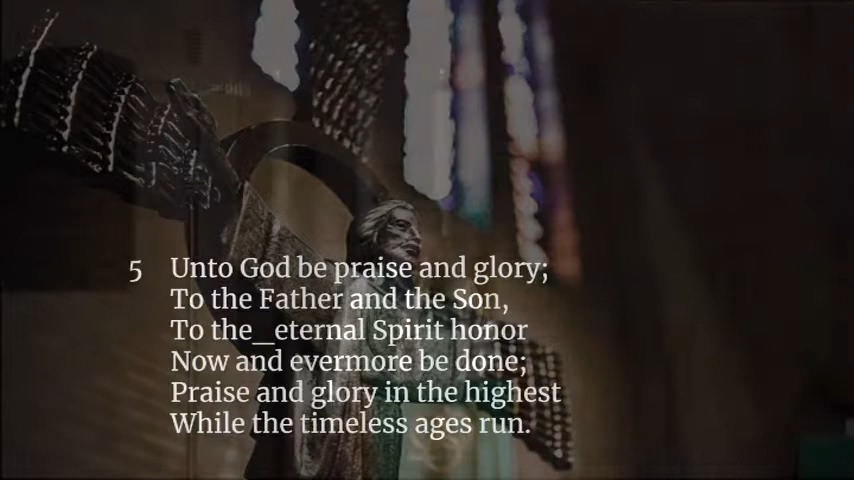 5 Unto God be praise and glory;
To the Father and the Son,
To the_eternal Spirit honor
Now and evermore be done;
Praise and glory in the highest
While the timeless ages run.